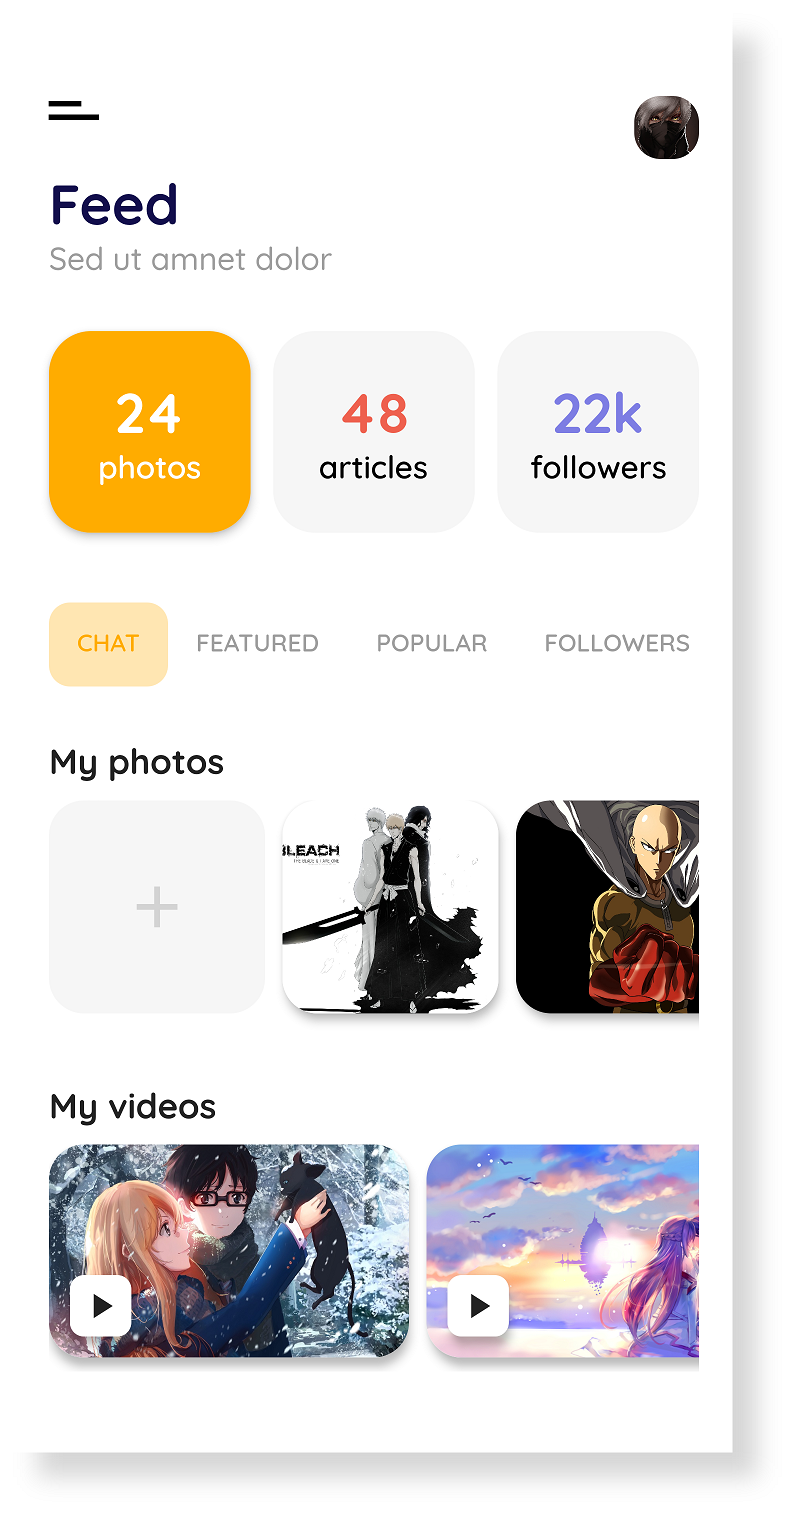 Feed
Sed ut amnet dolor
24
photos
48
articles
22k
followers
CHAT
FEATURED
POPULAR
FOLLOWERS
My photos
BLEACH
My videos